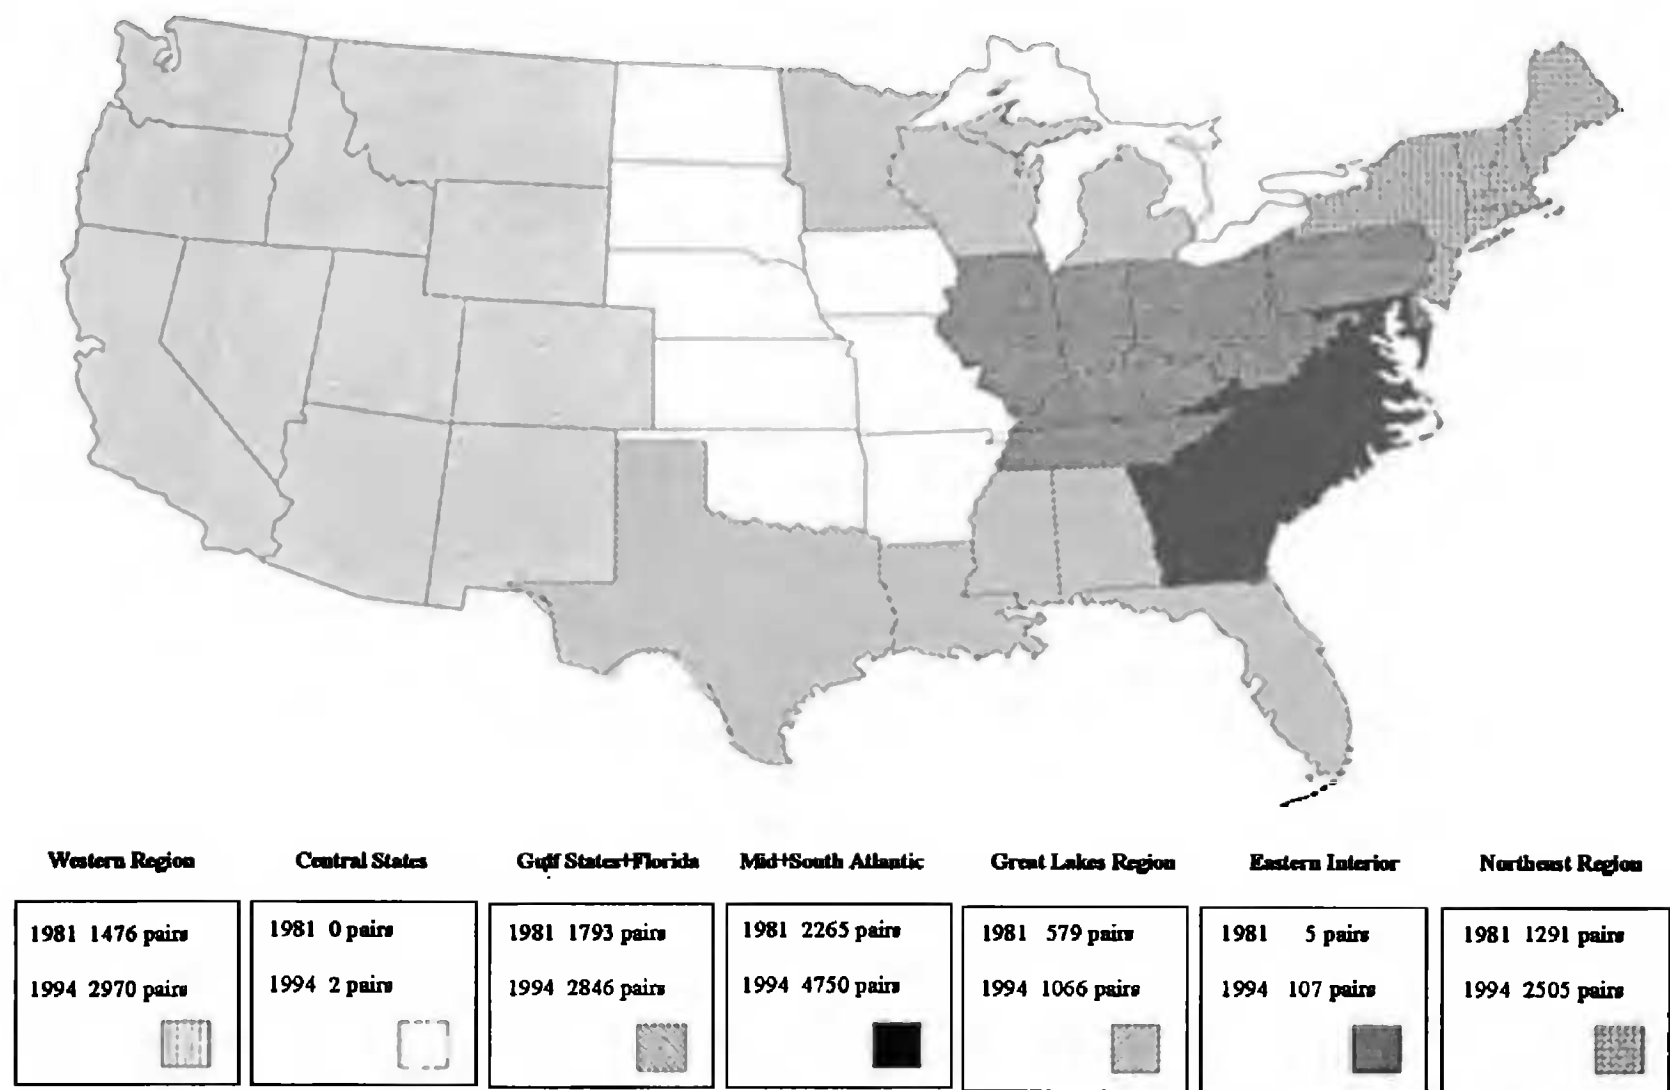 Western Region
1981 1476 pairs
1994 2970 pairs
Central States
1981 0 pairs
1994 2 pairs
Gulf States+Florida
1981 1793 pairs
1994 2846 pairs
Mid+South Atlantic
1981 2265 pairs
1994 4750 pairs
Great Lakes Region
1981 579 pairs
1994 1066 pairs
Eastern Interior
1981 5 pairs
1994 107 pairs
Northeast Region
1981 1291 pairs
1994 2505 pairs